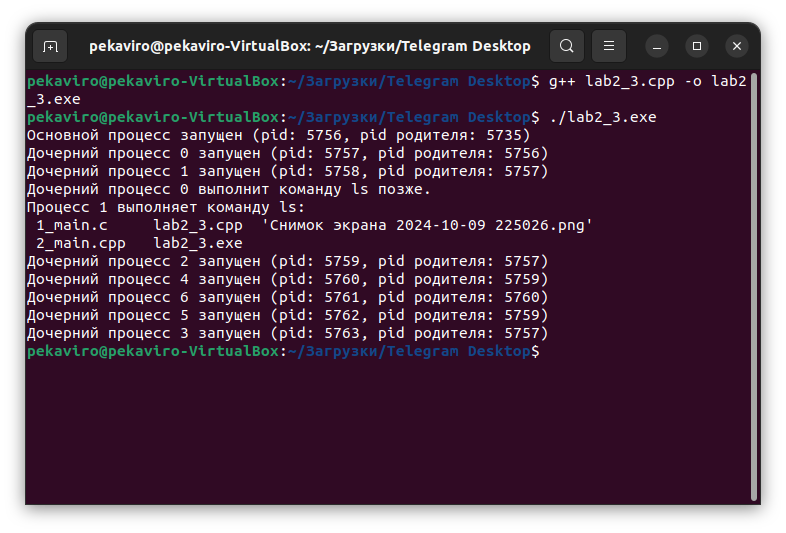 pekaviro@pekaviro-VirtualBox: ~/Загрузки/Telegram Desktop
pekaviro@pekaviro-VirtualBox:~/Загрузки/Telegram Desktop$ g++ lab2_3.cpp -o lab2
_3.exe
pekaviro@pekaviro-VirtualBox:~/Загрузки/Telegram Desktop$ ./lab2_3.exe
Основной процесс запущен (pid: 5756, pid родителя: 5735)
Дочерний процесс 0 запущен (pid: 5757, pid родителя: 5756)
Дочерний процесс 1 запущен (pid: 5758, pid родителя: 5757)
Дочерний процесс 0 выполнит команду ls позже.
Процесс 1 выполняет команду ls:
 1_main.c     lab2_3.cpp  'Снимок экрана 2024-10-09 225026.png'
 2_main.cpp   lab2_3.exe
Дочерний процесс 2 запущен (pid: 5759, pid родителя: 5757)
Дочерний процесс 4 запущен (pid: 5760, pid родителя: 5759)
Дочерний процесс 6 запущен (pid: 5761, pid родителя: 5760)
Дочерний процесс 5 запущен (pid: 5762, pid родителя: 5759)
Дочерний процесс 3 запущен (pid: 5763, pid родителя: 5757)
pekaviro@pekaviro-VirtualBox:~/Загрузки/Telegram Desktop$